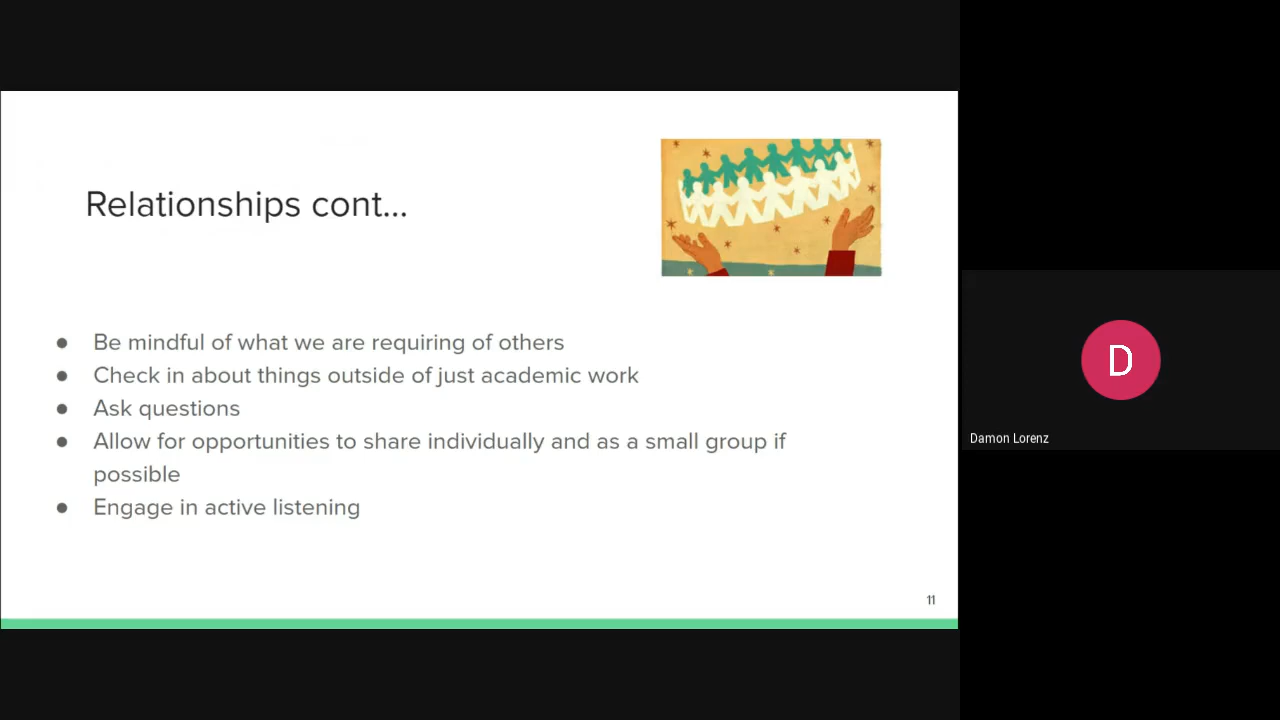 Relationships cont...
● Be mindful of what we are requiring of others
● Check in about things outside of just academic work
● Ask questions
● Allow for opportunities to share individually and as a small group if
possible
● Engage in active listening
11
D
Damon Lorenz